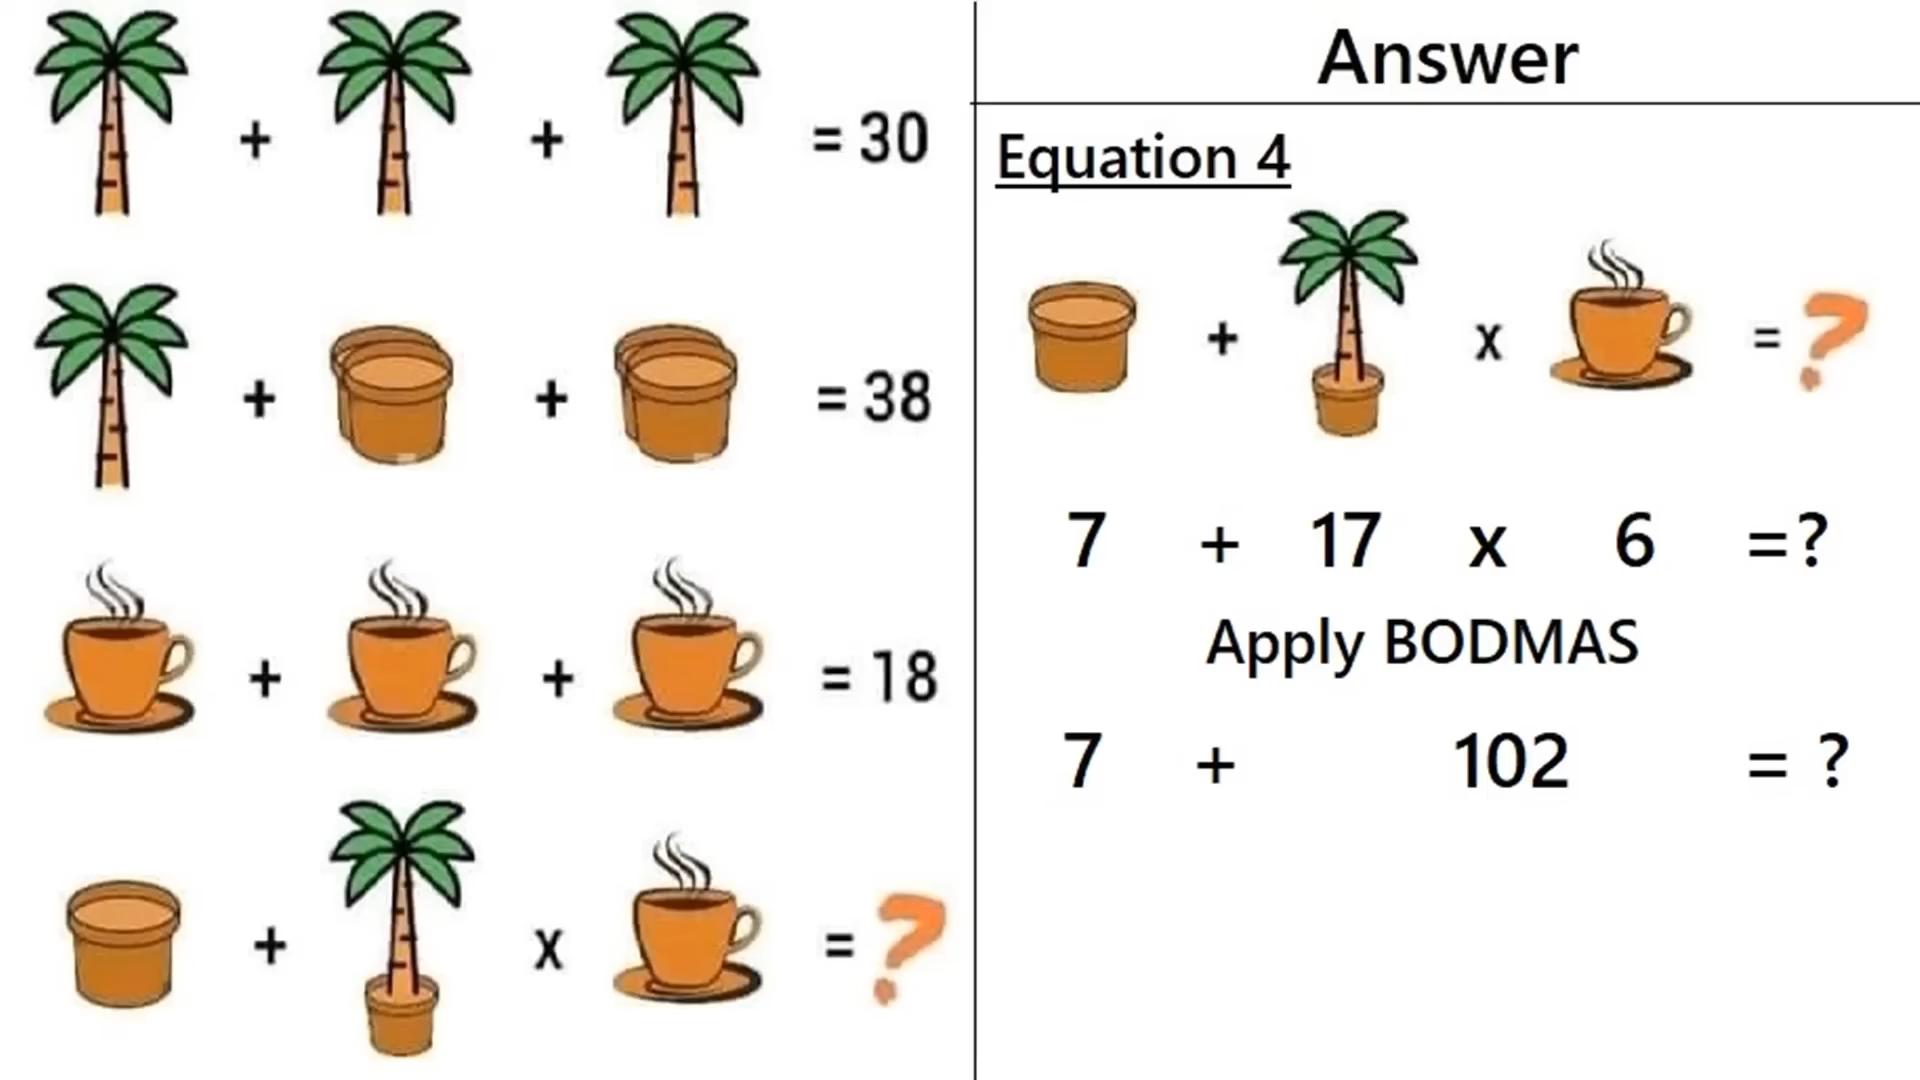 + + = 30
+ + = 38
+ + = 18
+ x = ?
Answer
Equation 4
+ x = ?
7 + 17 x 6 =?
Apply BODMAS
7 + 102 = ?